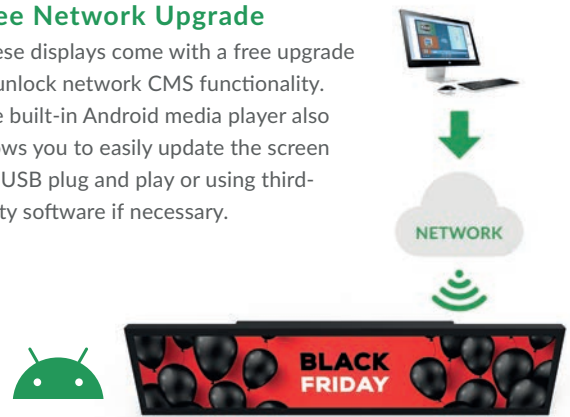 ee Network Upgrade
ese displays come with a free upgrade
unlock network CMS functionality.
e built-in Android media player also
ows you to easily update the screen
USB plug and play or using third-
ty software if necessary.
NETWORK
BLACK
FRIDAY